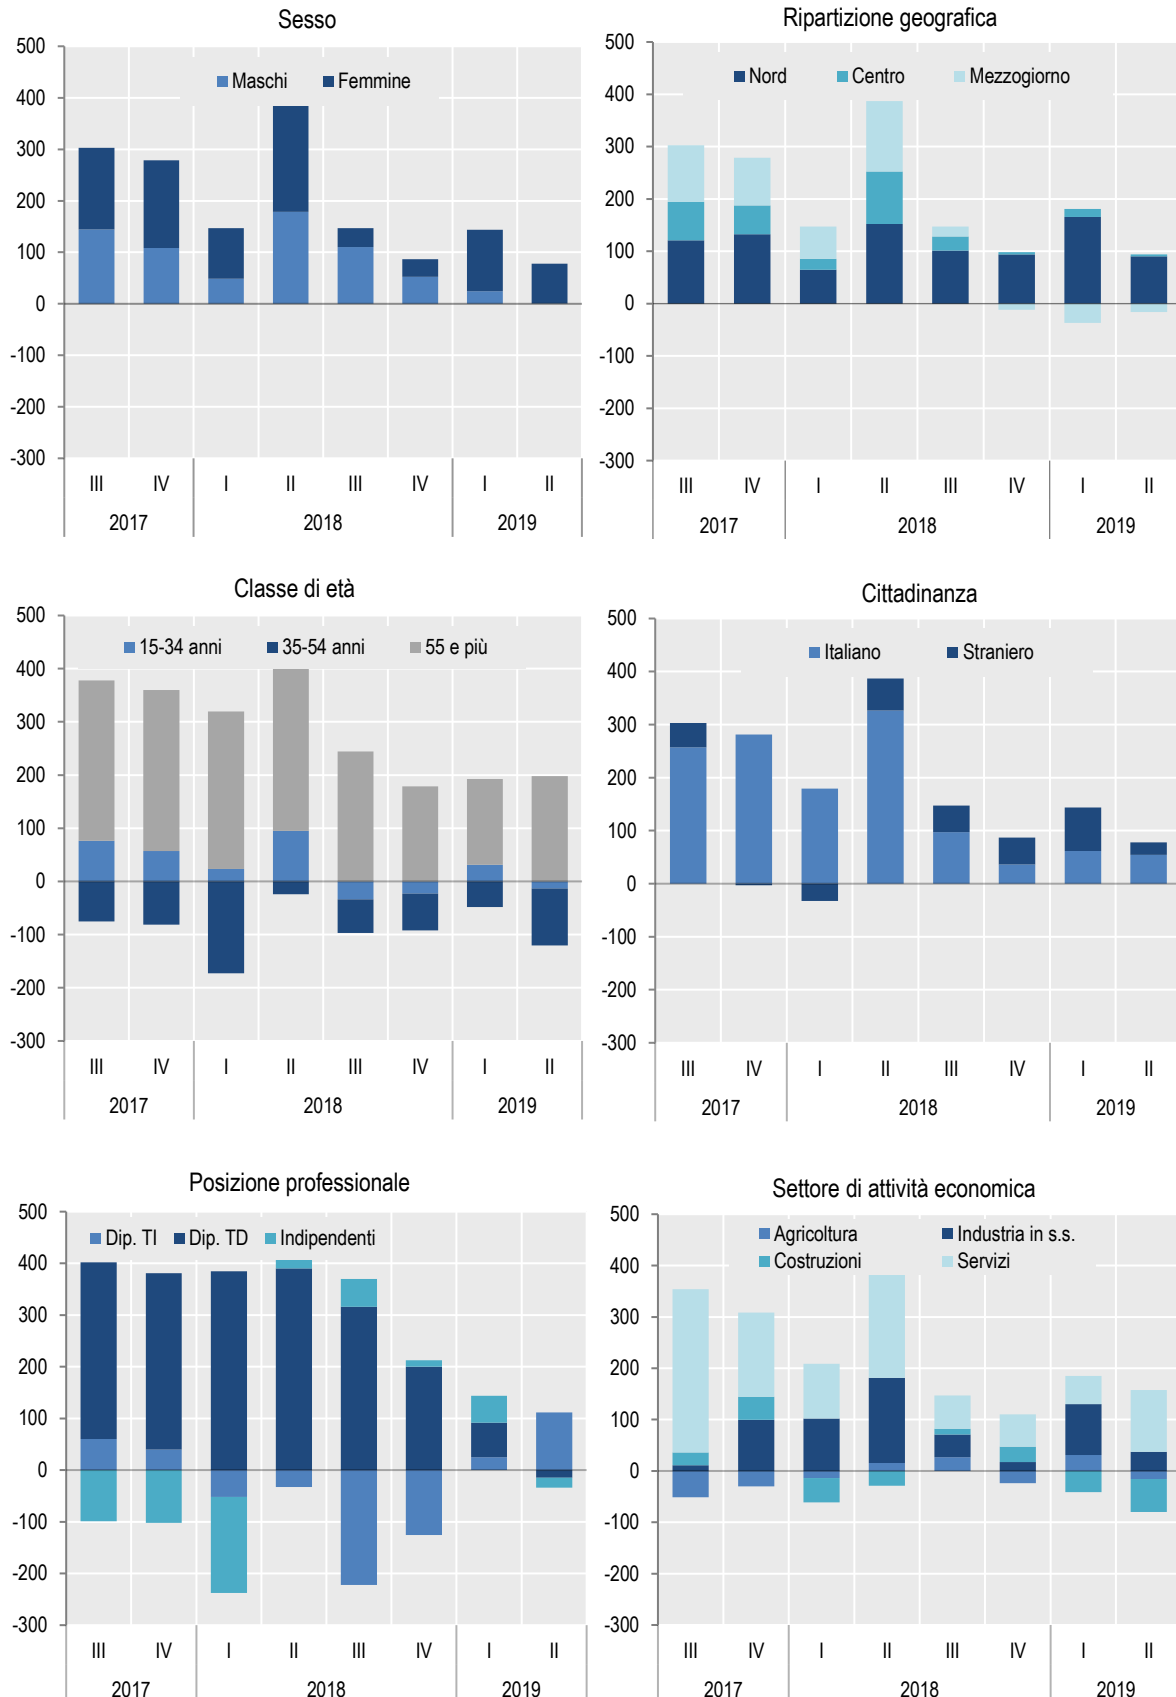 Sesso
Maschi Femmine
500
400
300
200
100
0
-100
-200
-300
III IV I II III IV I II
2017 2018 2019
Ripartizione geografica
Nord Centro Mezzogiorno
500
400
300
200
100
0
-100
-200
-300
III IV I II III IV I II
2017 2018 2019
Classe di età
15-34 anni 35-54 anni 55 e più
500
400
300
200
100
0
-100
-200
-300
III IV I II III IV I II
2017 2018 2019
Cittadinanza
Italiano Straniero
500
400
300
200
100
0
-100
-200
-300
III IV I II III IV I II
2017 2018 2019
Posizione professionale
Dip. TI Dip. TD Indipendenti
500
400
300
200
100
0
-100
-200
-300
III IV I II III IV I II
2017 2018 2019
Settore di attività economica
Agricoltura Industria in s.s.
Costruzioni Servizi
500
400
300
200
100
0
-100
-200
-300
III IV I II III IV I II
2017 2018 2019